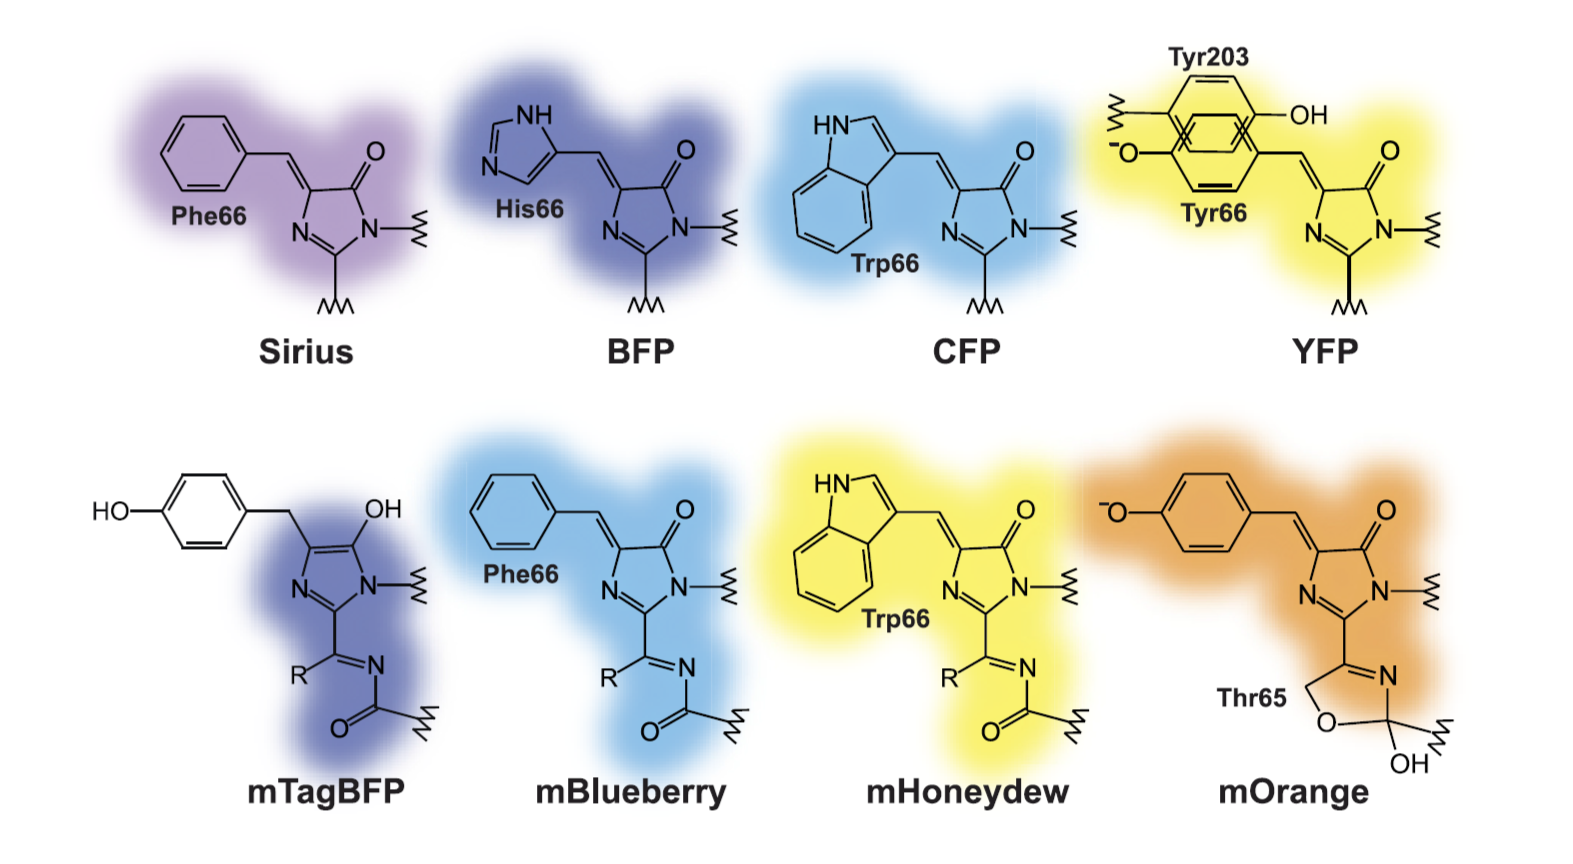 Tyr203
NH
HN
OH
O
O
O
⁻O
O
N
Phe66
His66
Tyr66
N
N
N
N
N
N
N
N
Trp66
Sirius
BFP
CFP
YFP
HN
HO
OH
O
O
⁻O
O
Phe66
N
N
N
N
N
N
N
N
Trp66
R
N
R
N
R
N
N
Thr65
O
O
O
O
OH
mTagBFP
mBlueberry
mHoneydew
mOrange